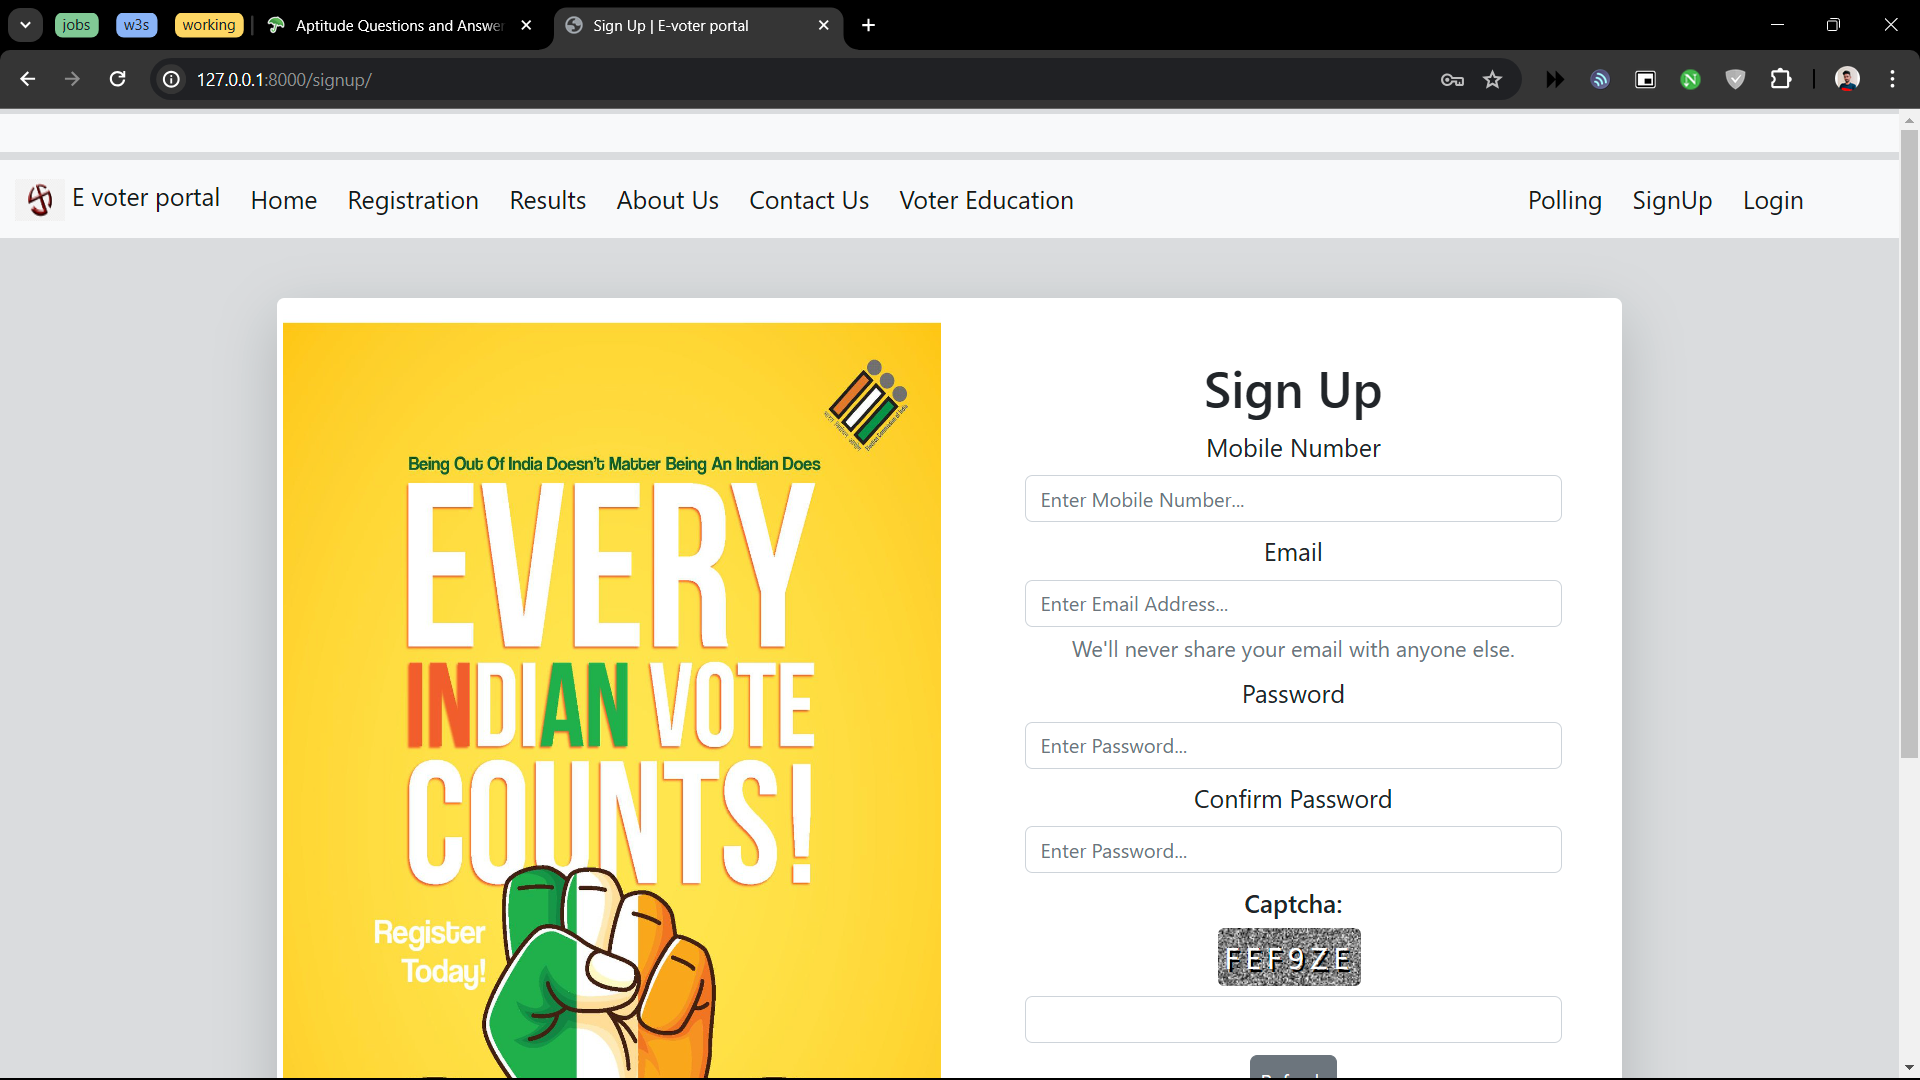 jobs
w3s
working
Aptitude Questions and Answer
Sign Up | E-voter portal
127.0.0.1:8000/signup/
E voter portal
Home
Registration
Results
About Us
Contact Us
Voter Education
Polling
SignUp
Login
Being Out Of India Doesn't Matter Being An Indian Does
EVERY
INDIAN VOTE
COUNTS!
Register
Today!
Sign Up
Mobile Number
Enter Mobile Number...
Email
Enter Email Address...
We'll never share your email with anyone else.
Password
Enter Password...
Confirm Password
Enter Password...
Captcha:
FEF9ZE